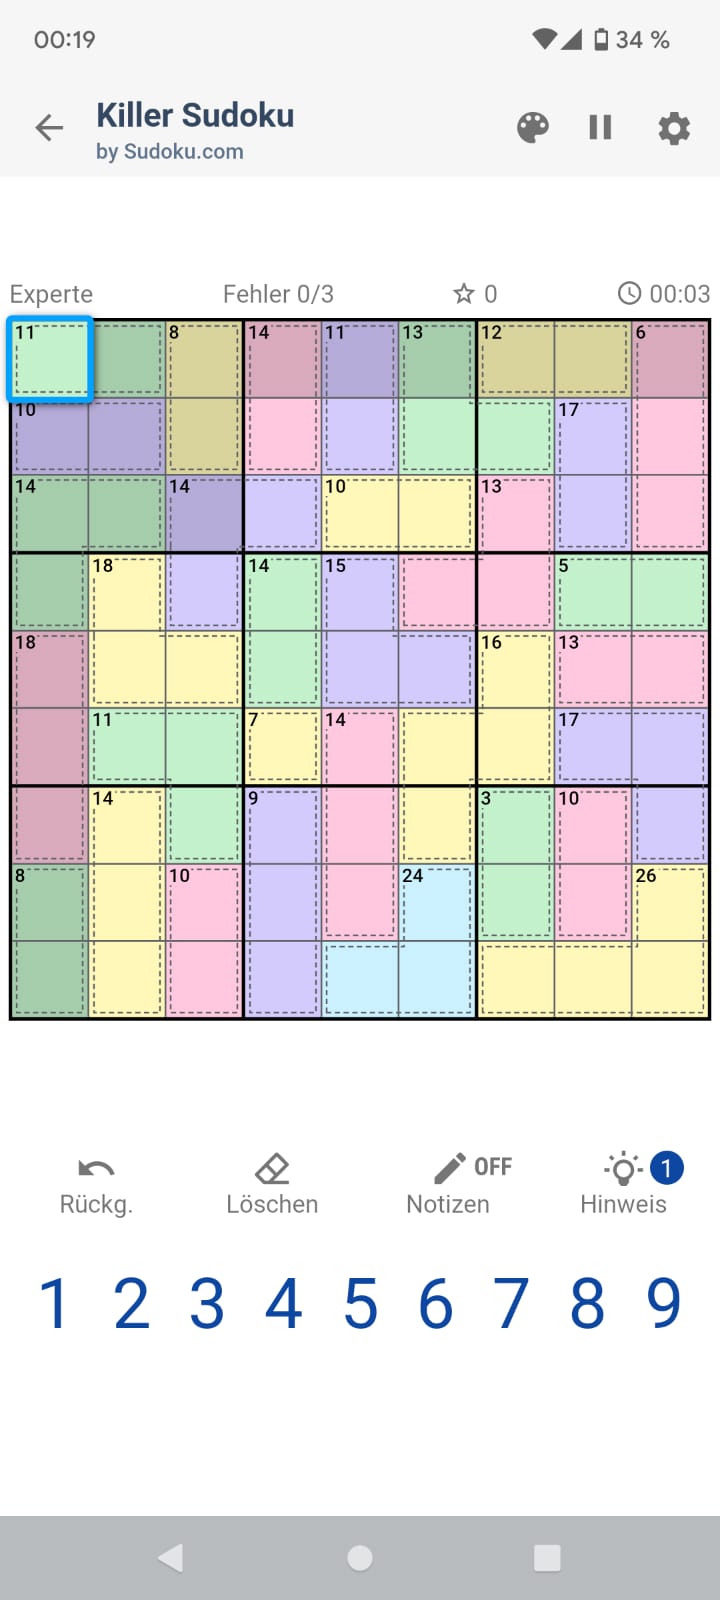 00:19 34 %
Killer Sudoku
by Sudoku.com
Experte Fehler 0/3 0 00:03
11 8 14 11 13 12 6
10 17
14 14 10 13
18 14 15 5
18 16 13
11 7 14 17
14 9 3 10
8 10 24 26
OFF 1
Rückg. Löschen Notizen Hinweis
1 2 3 4 5 6 7 8 9